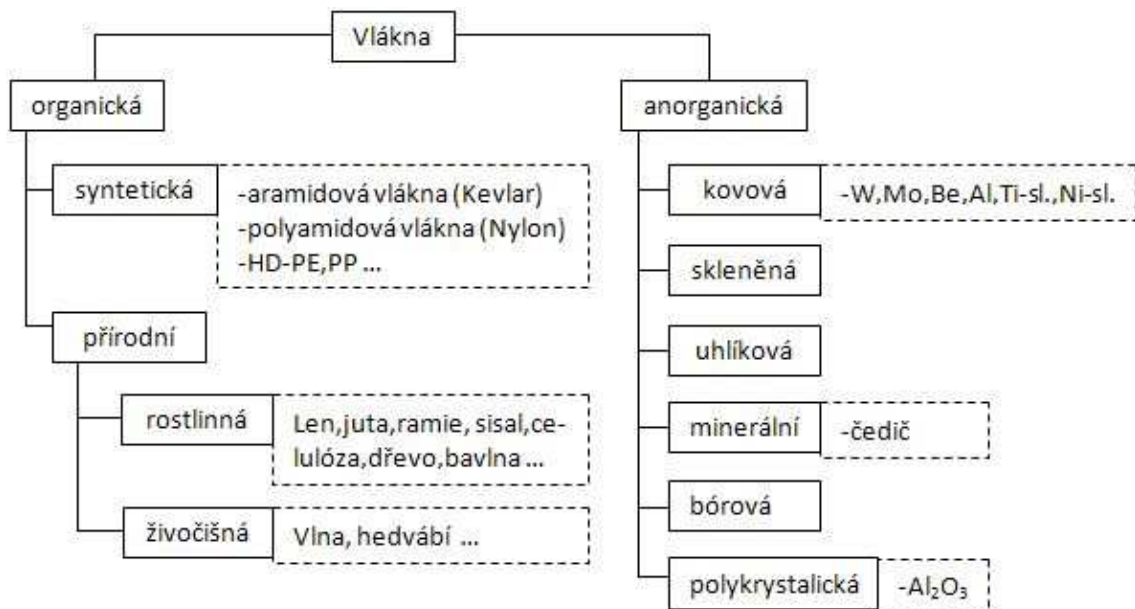 Vlákna
organická
syntetická
-aramidová vlákna (Kevlar)
-polyamidová vlákna (Nylon)
-HD-PE,PP ...
přírodní
rostlinná
Len,juta,ramie, sisal,ce-
lulóza,dřevo,bavlna ...
živočišná
Vlna, hedvábí ...
anorganická
kovová
-W,Mo,Be,Al,Ti-sl.,Ni-sl.
skleněná
uhlíková
minerální
-čedič
bórová
polykrystalická
-Al₂O₃